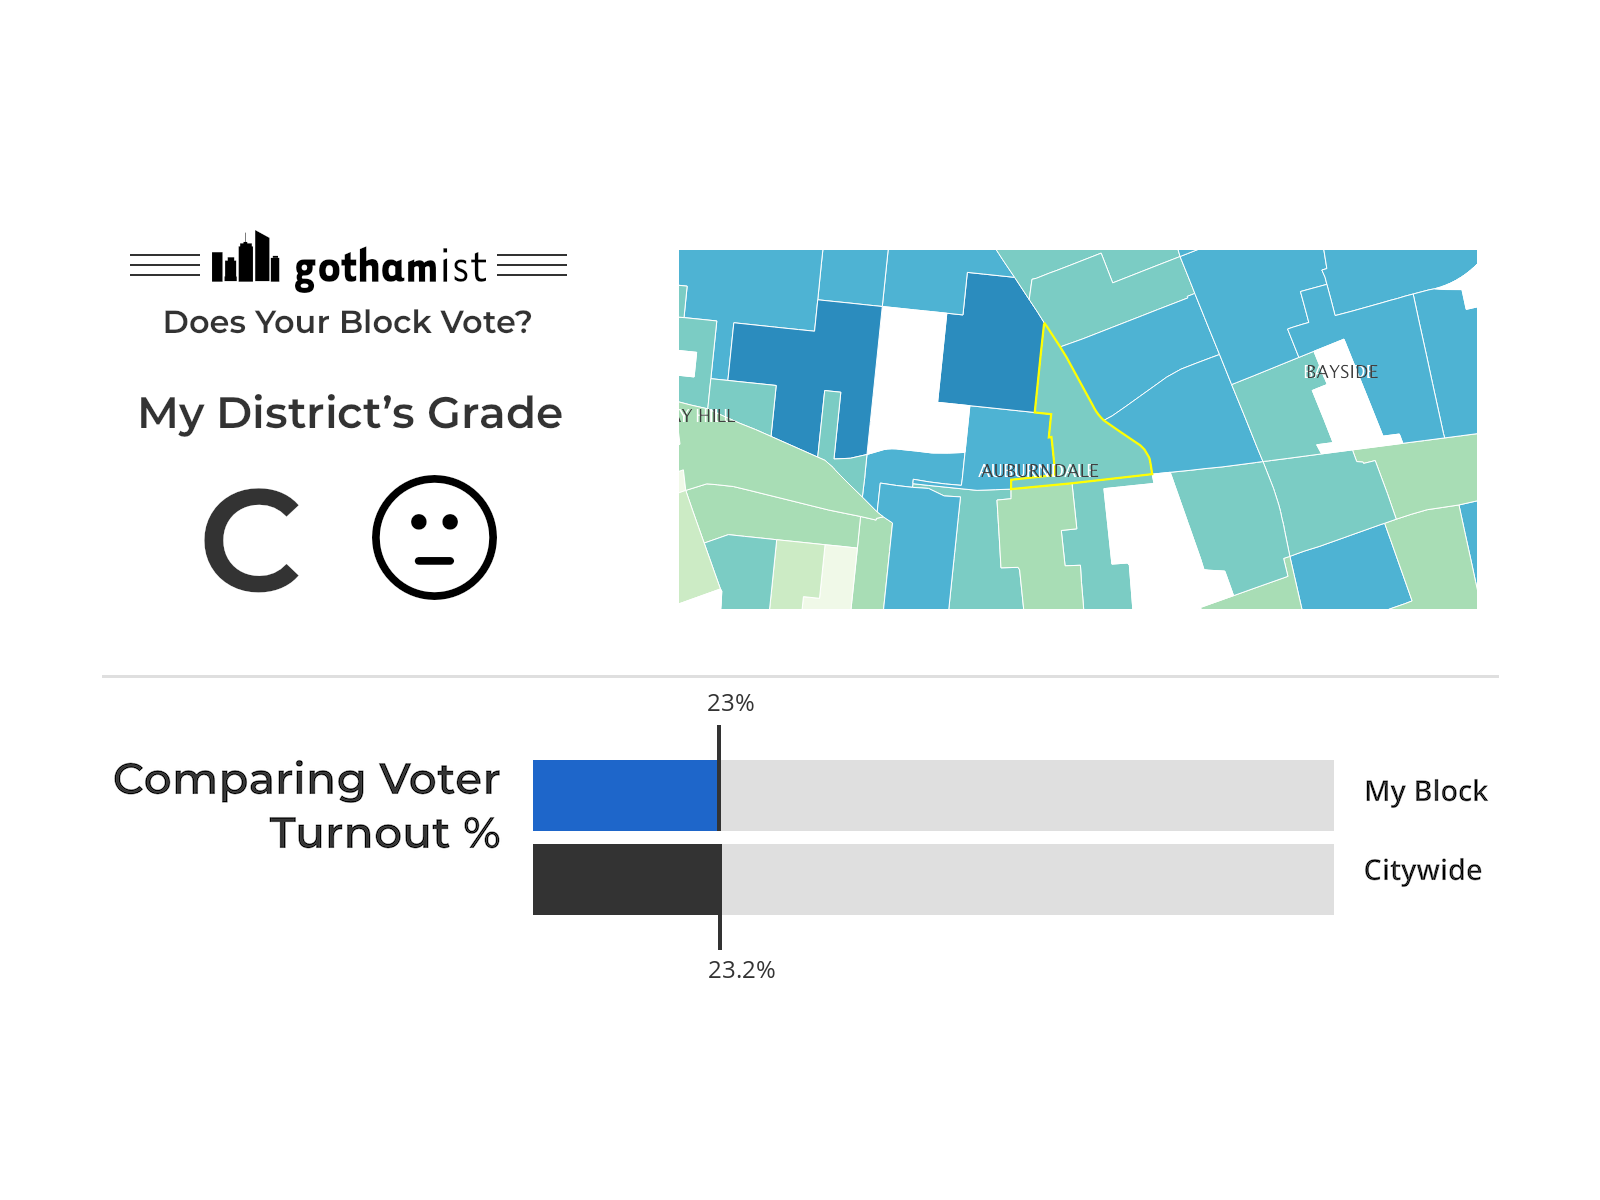 gothamist
Does Your Block Vote?
My District's Grade
C
BAYSIDE
AY HILL
AUBURNDALE
23%
Comparing Voter
Turnout %
My Block
Citywide
23.2%